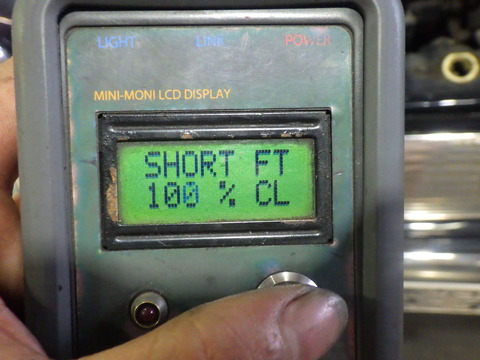 LIGHT LINK POWER
MINI-MONI LCD DISPLAY
SHORT FT
100 % CL